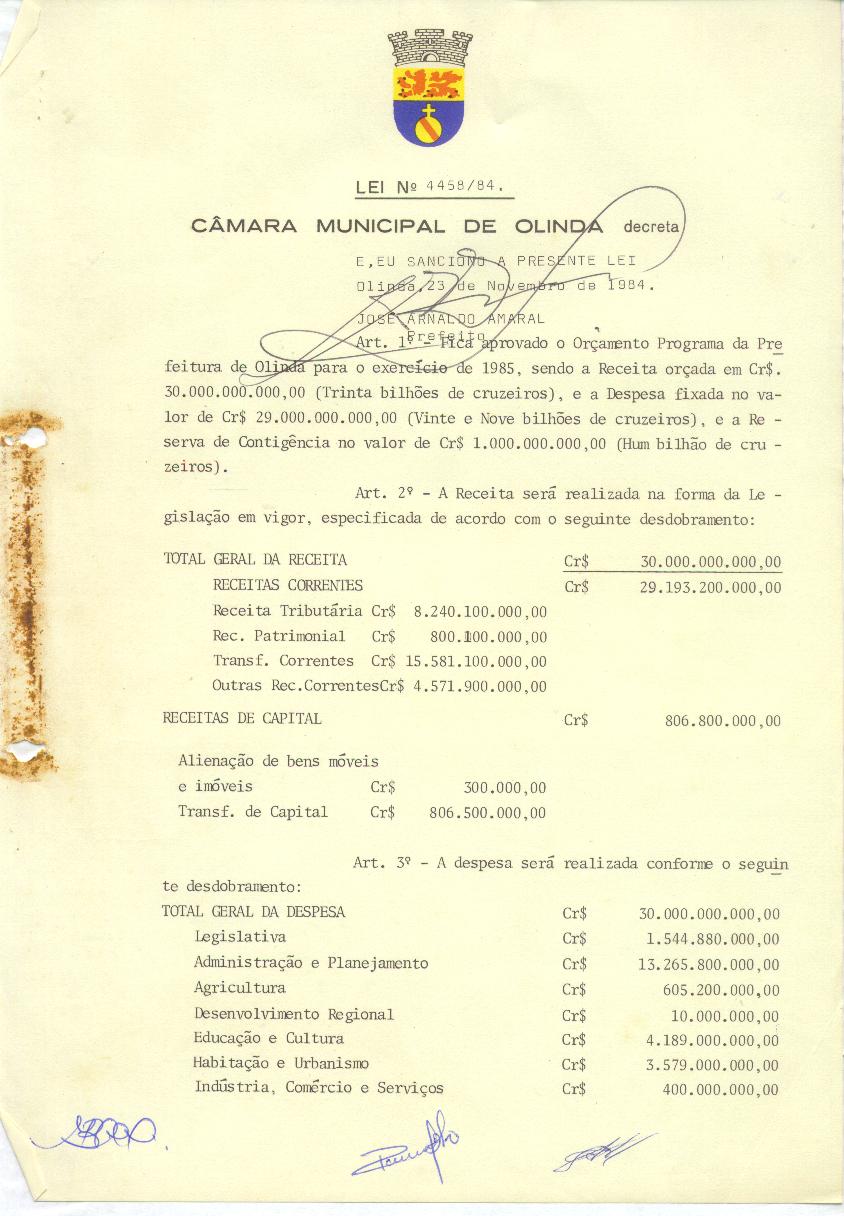 LEI Nº 4458/84.
CÂMARA MUNICIPAL DE OLINDA decreta
E,EU SANCIONO A PRESENTE LEI
Olinda,23 de Novembro de 1984.
JOSÉ ARNALDO AMARAL
Prefeito
Art. 1º - Fica aprovado o Orçamento Programa da Pre
feitura de Olinda para o exercício de 1985, sendo a Receita orçada em Cr$.
30.000.000.000,00 (Trinta bilhões de cruzeiros), e a Despesa fixada no va-
lor de Cr$ 29.000.000.000,00 (Vinte e Nove bilhões de cruzeiros), e a Re -
serva de Contigência no valor de Cr$ 1.000.000.000,00 (Hum bilhão de cru -
zeiros).
Art. 2º - A Receita será realizada na forma da Le -
gislação em vigor, especificada de acordo com o seguinte desdobramento:
TOTAL GERAL DA RECEITA Cr$ 30.000.000.000,00
RECEITAS CORRENTES Cr$ 29.193.200.000,00
Receita Tributária Cr$ 8.240.100.000,00
Rec. Patrimonial Cr$ 800.100.000,00
Transf. Correntes Cr$ 15.581.100.000,00
Outras Rec.CorrentesCr$ 4.571.900.000,00
RECEITAS DE CAPITAL Cr$ 806.800.000,00
Alienação de bens móveis
e imóveis Cr$ 300.000,00
Transf. de Capital Cr$ 806.500.000,00
Art. 3º - A despesa será realizada conforme o seguin
te desdobramento:
TOTAL GERAL DA DESPESA Cr$ 30.000.000.000,00
Legislativa Cr$ 1.544.880.000,00
Administração e Planejamento Cr$ 13.265.800.000,00
Agricultura Cr$ 605.200.000,00
Desenvolvimento Regional Cr$ 10.000.000,00
Educação e Cultura Cr$ 4.189.000.000,00
Habitação e Urbanismo Cr$ 3.579.000.000,00
Indústria, Comércio e Serviços Cr$ 400.000.000,00